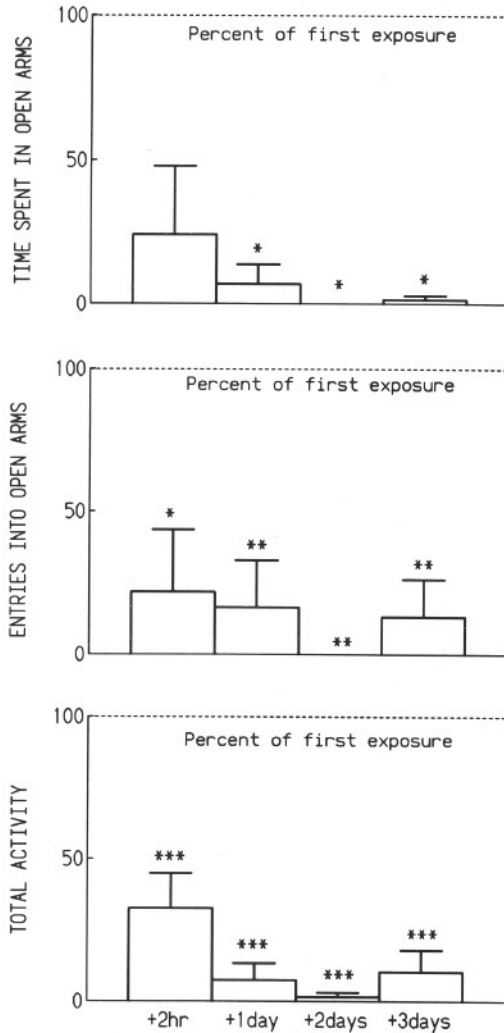 100
Percent of first exposure
TIME SPENT IN OPEN ARMS
50
*
*
*
0
100
Percent of first exposure
ENTRIES INTO OPEN ARMS
50
*
**
**
**
0
100
Percent of first exposure
TOTAL ACTIVITY
50
***
***
***
***
0
+2hr +1day +2days +3days